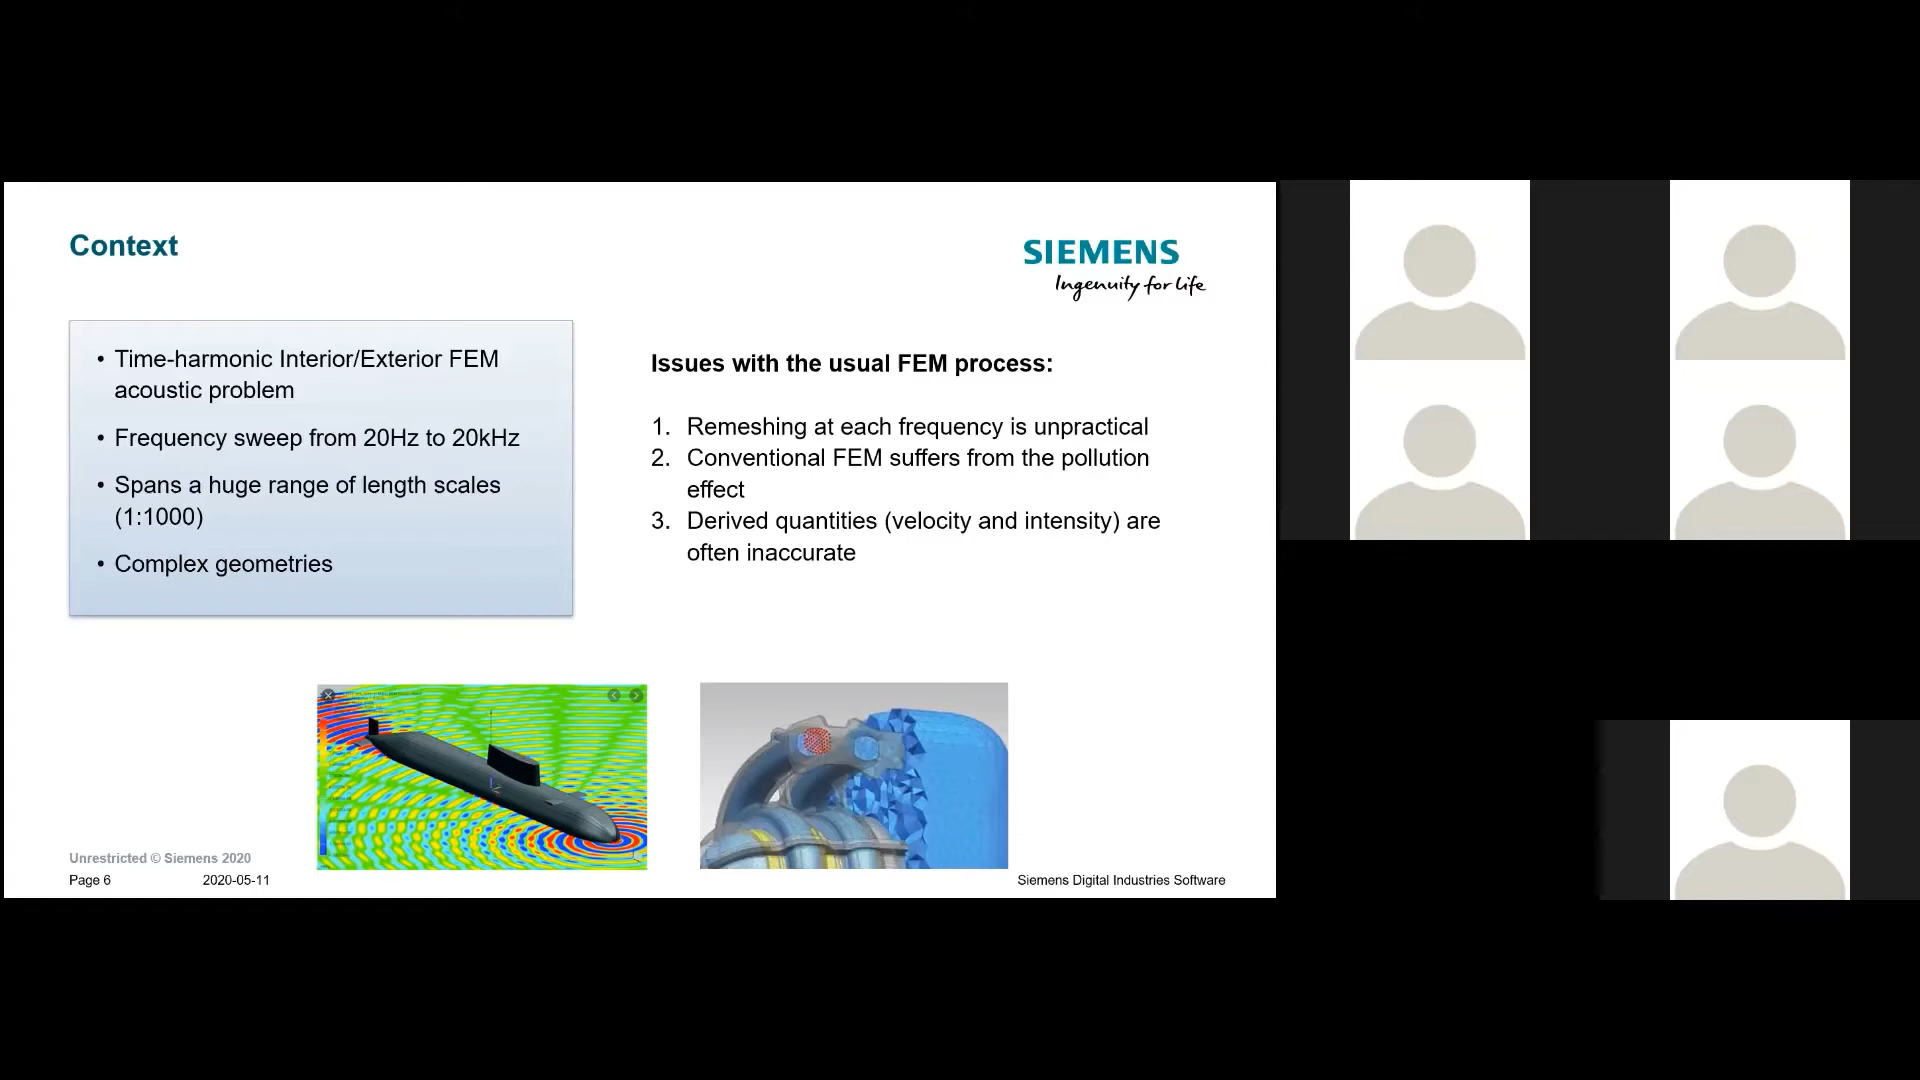 Context
SIEMENS
Ingenuity for life
• Time-harmonic Interior/Exterior FEM
acoustic problem
• Frequency sweep from 20Hz to 20kHz
• Spans a huge range of length scales
(1:1000)
• Complex geometries
Issues with the usual FEM process:
1. Remeshing at each frequency is unpractical
2. Conventional FEM suffers from the pollution
effect
3. Derived quantities (velocity and intensity) are
often inaccurate
Unrestricted © Siemens 2020
Page 6
2020-05-11
Siemens Digital Industries Software